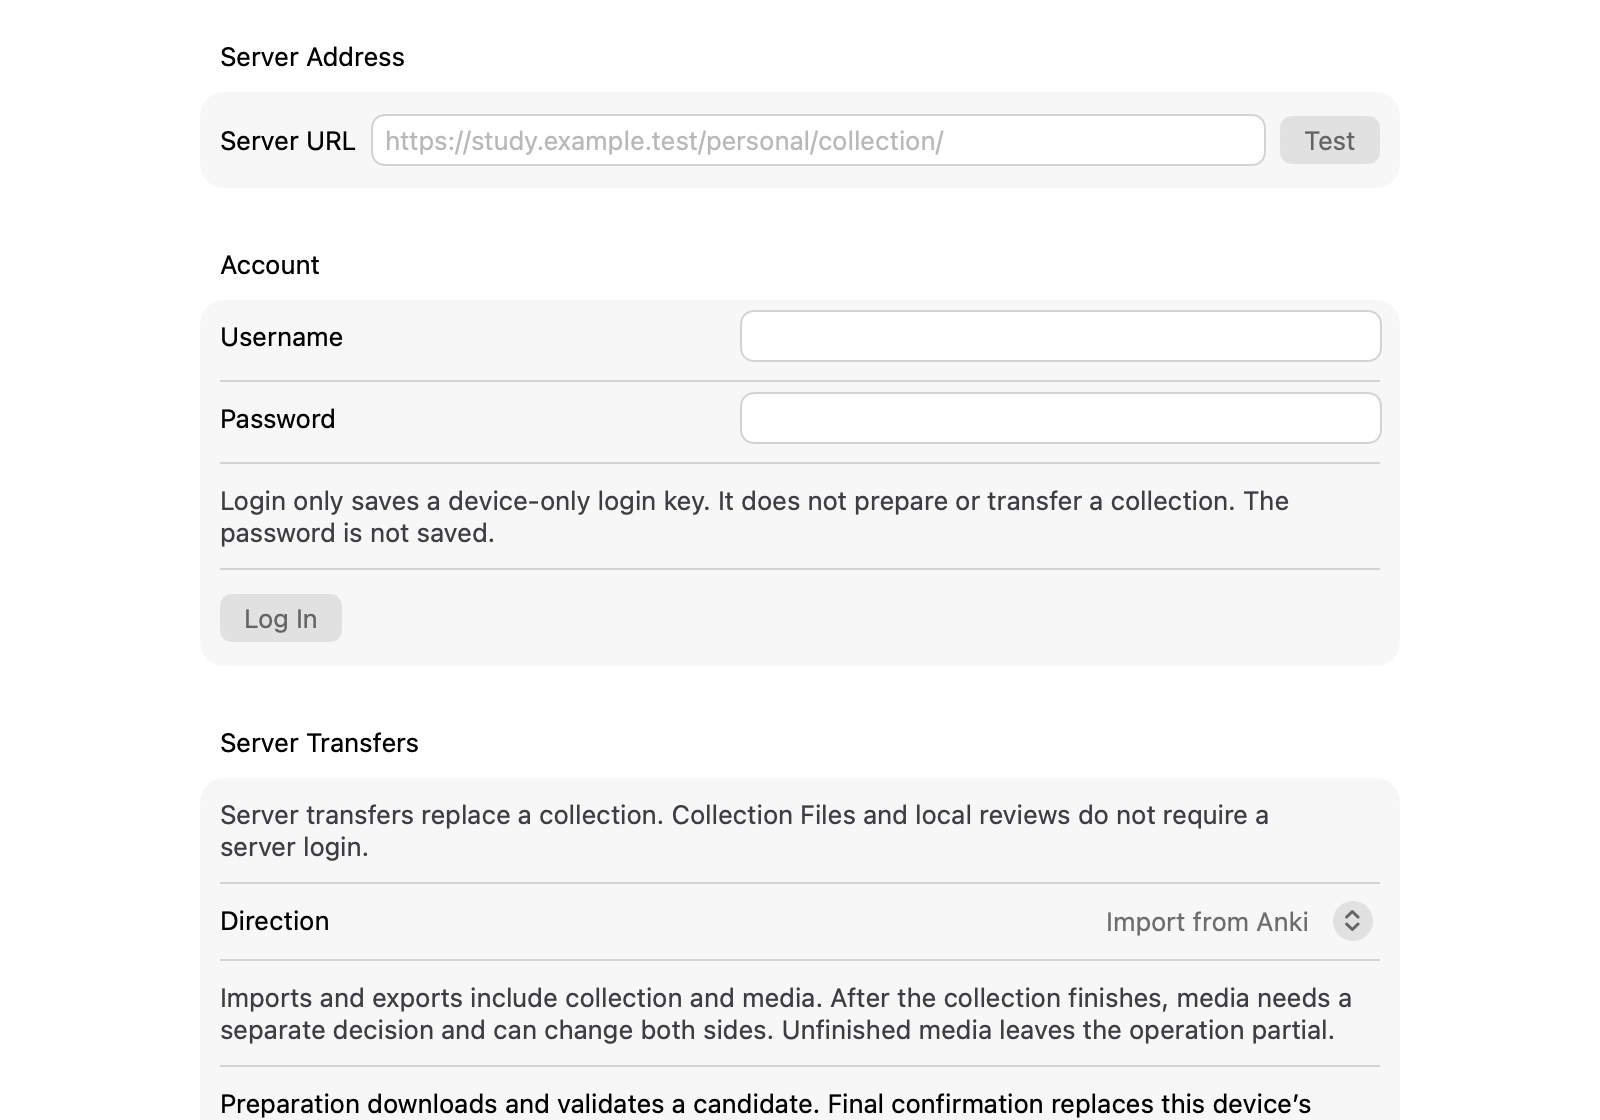 Server Address
Server URL https://study.example.test/personal/collection/ Test
Account
Username
Password
Login only saves a device-only login key. It does not prepare or transfer a collection. The
password is not saved.
Log In
Server Transfers
Server transfers replace a collection. Collection Files and local reviews do not require a
server login.
Direction Import from Anki
Imports and exports include collection and media. After the collection finishes, media needs a
separate decision and can change both sides. Unfinished media leaves the operation partial.
Preparation downloads and validates a candidate. Final confirmation replaces this device’s